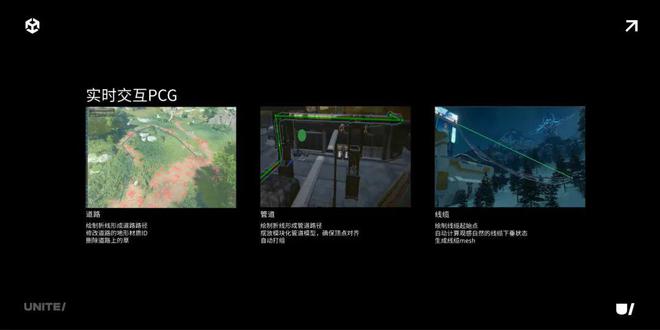 实时交互PCG
道路
绘制折线形成道路路径
修改道路的地形材质ID
删除道路上的草
管道
绘制折线形成管道路径
摆放模块化管道模型，确保顶点对齐
自动打组
线缆
绘制线缆起始点
自动计算观感自然的线缆下垂状态
生成线缆mesh
UNITE/
U/